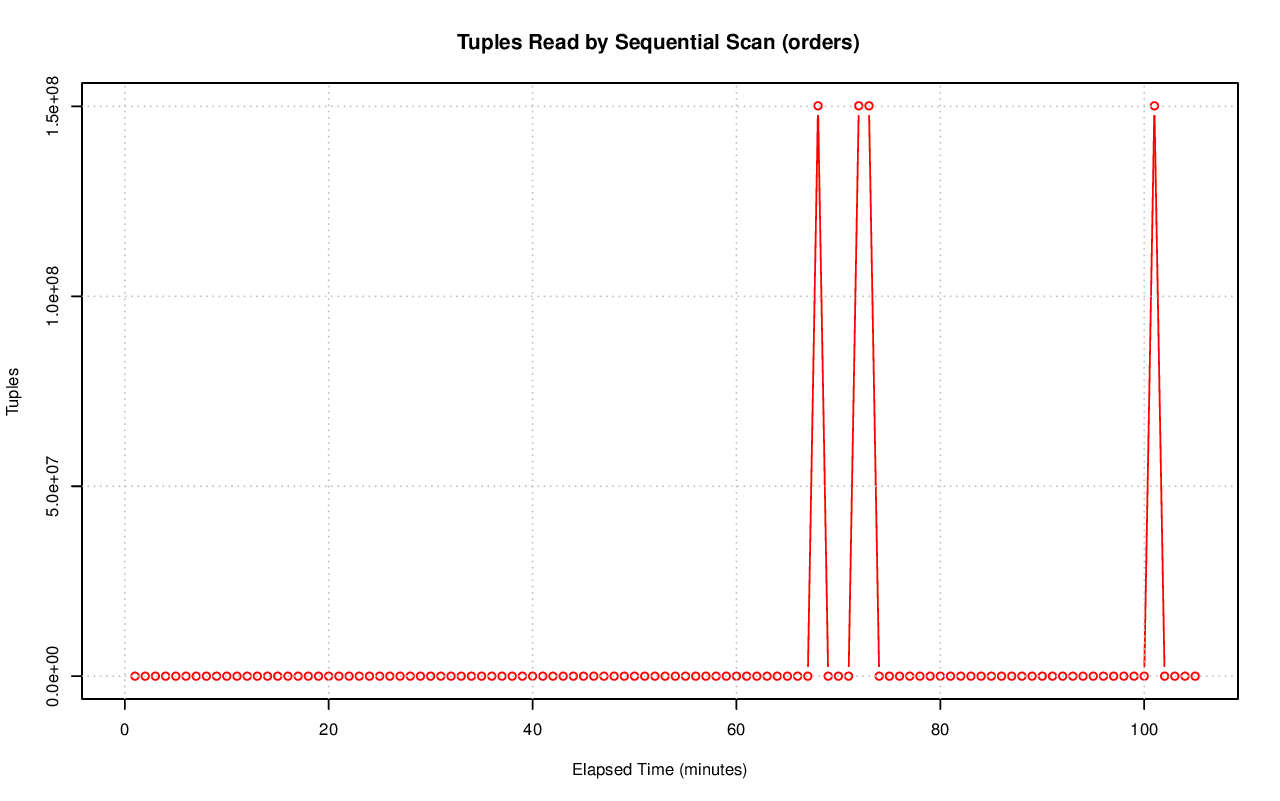 Tuples Read by Sequential Scan (orders)
1.5e+08
1.0e+08
5.0e+07
0.0e+00
Tuples
0 20 40 60 80 100
Elapsed Time (minutes)